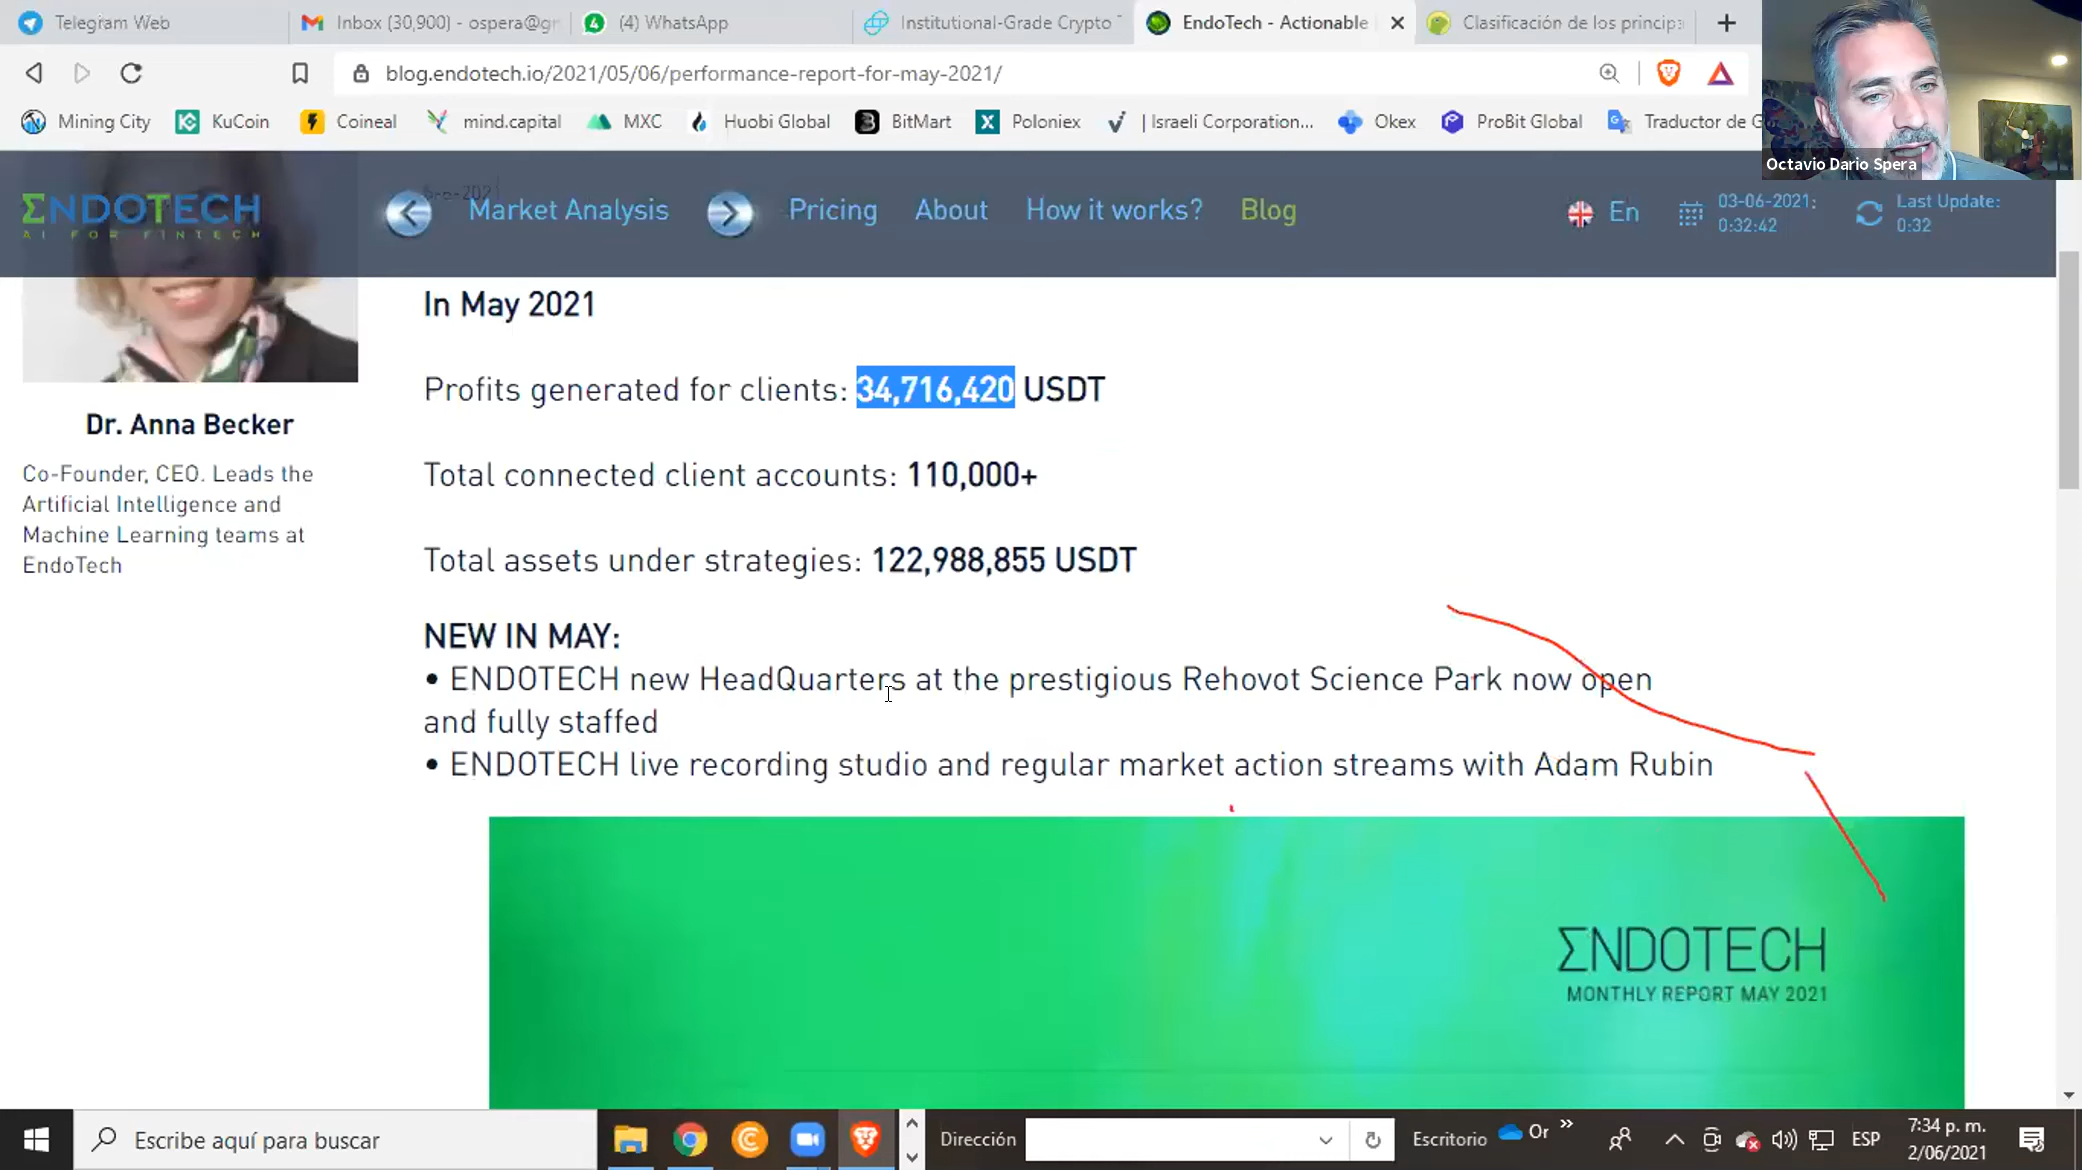 Telegram Web
Inbox (30,900) - ospera@gn
(4) WhatsApp
Institutional-Grade Crypto T
EndoTech - Actionable
Clasificación de los principa
blog.endotech.io/2021/05/06/performance-report-for-may-2021/
Mining City
KuCoin
Coineal
mind.capital
MXC
Huobi Global
BitMart
Poloniex
| Israeli Corporation...
Okex
ProBit Global
Traductor de G
Octavio Dario Spera
ENDOTECH
AI FOR FINTECH
Market Analysis
Pricing
About
How it works?
Blog
En
03-06-2021:
0:32:42
Last Update:
0:32
In May 2021
Profits generated for clients: 34,716,420 USDT
Total connected client accounts: 110,000+
Total assets under strategies: 122,988,855 USDT
NEW IN MAY:
• ENDOTECH new HeadQuarters at the prestigious Rehovot Science Park now open
and fully staffed
• ENDOTECH live recording studio and regular market action streams with Adam Rubin
Dr. Anna Becker
Co-Founder, CEO. Leads the
Artificial Intelligence and
Machine Learning teams at
EndoTech
ENDOTECH
MONTHLY REPORT MAY 2021
Escribe aquí para buscar
Dirección
Escritorio
Or
ESP
7:34 p. m.
2/06/2021